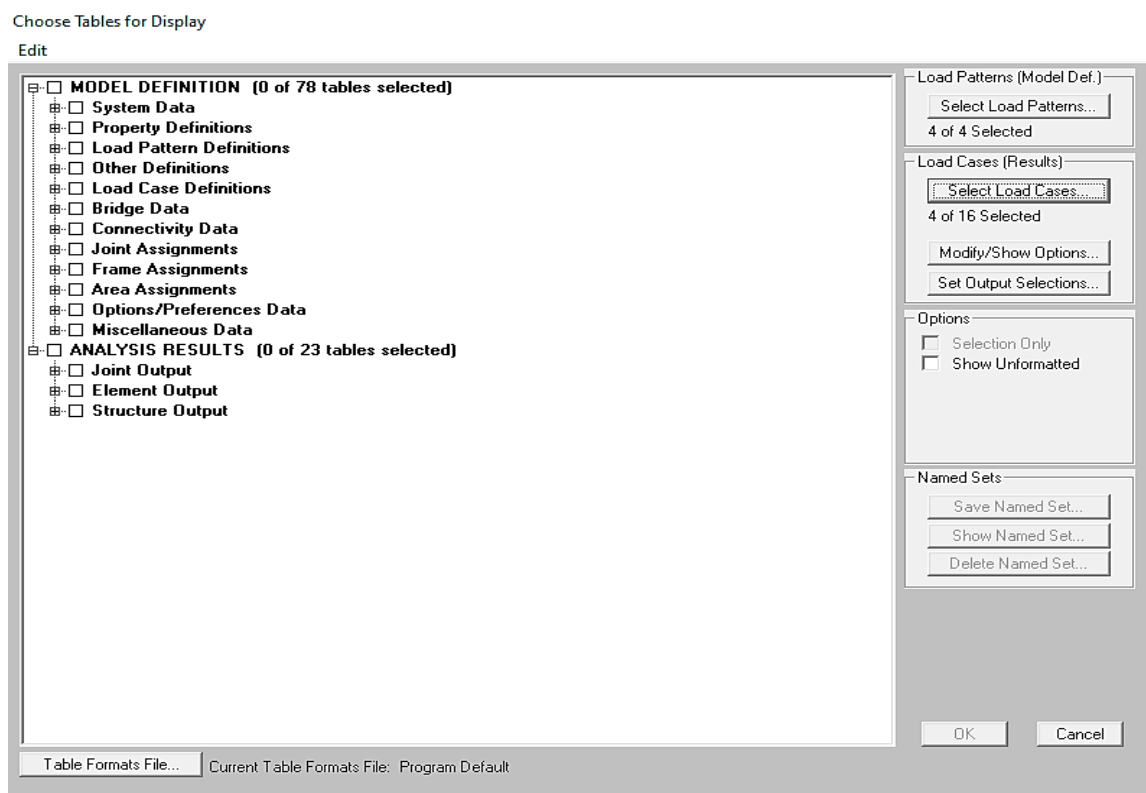 Choose Tables for Display
Edit
MODEL DEFINITION (0 of 78 tables selected)
System Data
Property Definitions
Load Pattern Definitions
Other Definitions
Load Case Definitions
Bridge Data
Connectivity Data
Joint Assignments
Frame Assignments
Area Assignments
Options/Preferences Data
Miscellaneous Data
ANALYSIS RESULTS (0 of 23 tables selected)
Joint Output
Element Output
Structure Output
Load Patterns (Model Def.)
Select Load Patterns...
4 of 4 Selected
Load Cases (Results)
Select Load Cases...
4 of 16 Selected
Modify/Show Options...
Set Output Selections...
Options
Selection Only
Show Unformatted
Named Sets
Save Named Set...
Show Named Set...
Delete Named Set...
OK
Cancel
Table Formats File...
Current Table Formats File: Program Default